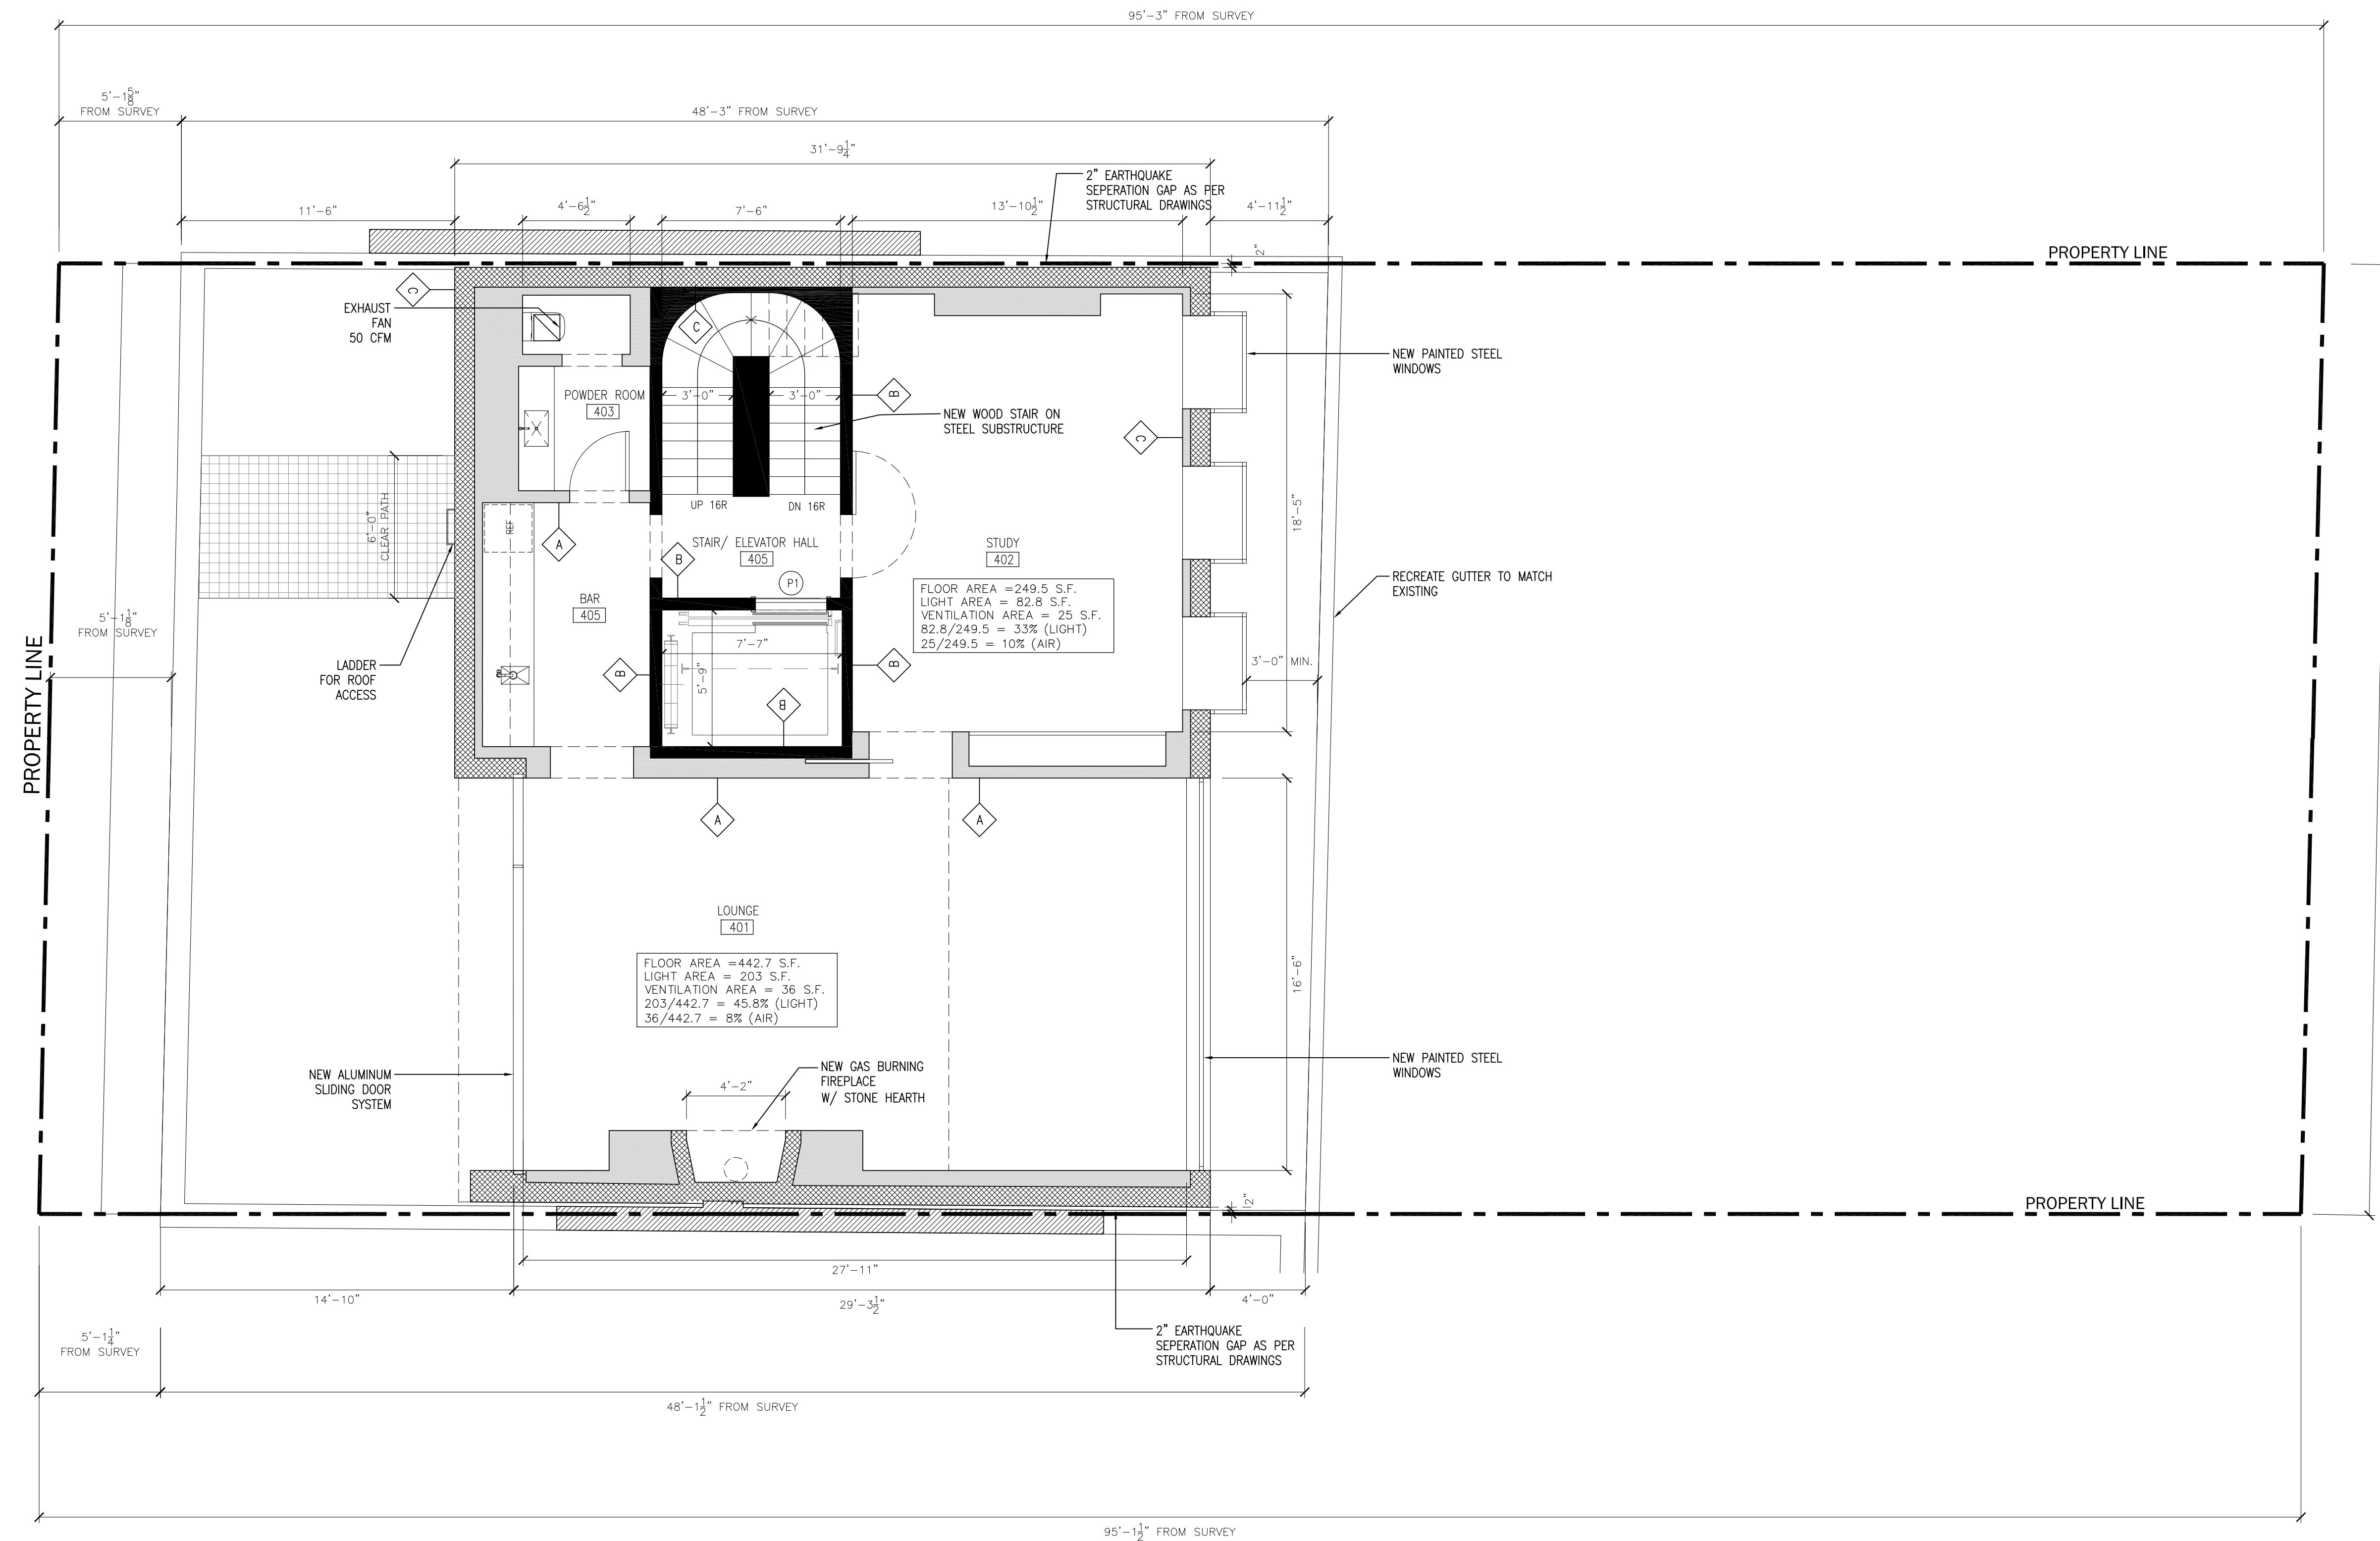 95'-3" FROM SURVEY
5'-1 5/8"
FROM SURVEY
48'-3" FROM SURVEY
31'-9 1/4"
2" EARTHQUAKE
SEPERATION GAP AS PER
STRUCTURAL DRAWINGS
11'-6"
4'-6 1/2"
7'-6"
13'-10 1/2"
4'-11 1/2"
2"
PROPERTY LINE
C
EXHAUST
FAN
50 CFM
C
NEW PAINTED STEEL
WINDOWS
POWDER ROOM
403
3'-0"
3'-0"
B
NEW WOOD STAIR ON
STEEL SUBSTRUCTURE
C
6'-0"
CLEAR PATH
UP 16R
DN 16R
REF
A
18'-5"
STAIR/ ELEVATOR HALL
405
B
P1
STUDY
402
FLOOR AREA =249.5 S.F.
LIGHT AREA = 82.8 S.F.
VENTILATION AREA = 25 S.F.
82.8/249.5 = 33% (LIGHT)
25/249.5 = 10% (AIR)
RECREATE GUTTER TO MATCH
EXISTING
BAR
405
5'-1 1/8"
FROM SURVEY
PROPERTY LINE
LADDER
FOR ROOF
ACCESS
7'-7"
5'-9"
B
B
B
3'-0" MIN.
A
A
LOUNGE
401
FLOOR AREA =442.7 S.F.
LIGHT AREA = 203 S.F.
VENTILATION AREA = 36 S.F.
203/442.7 = 45.8% (LIGHT)
36/442.7 = 8% (AIR)
16'-6"
NEW ALUMINUM
SLIDING DOOR
SYSTEM
4'-2"
NEW GAS BURNING
FIREPLACE
W/ STONE HEARTH
NEW PAINTED STEEL
WINDOWS
2"
PROPERTY LINE
27'-11"
14'-10"
29'-3 1/2"
4'-0"
5'-1 1/4"
FROM SURVEY
2" EARTHQUAKE
SEPERATION GAP AS PER
STRUCTURAL DRAWINGS
48'-1 1/2" FROM SURVEY
95'-1 1/2" FROM SURVEY